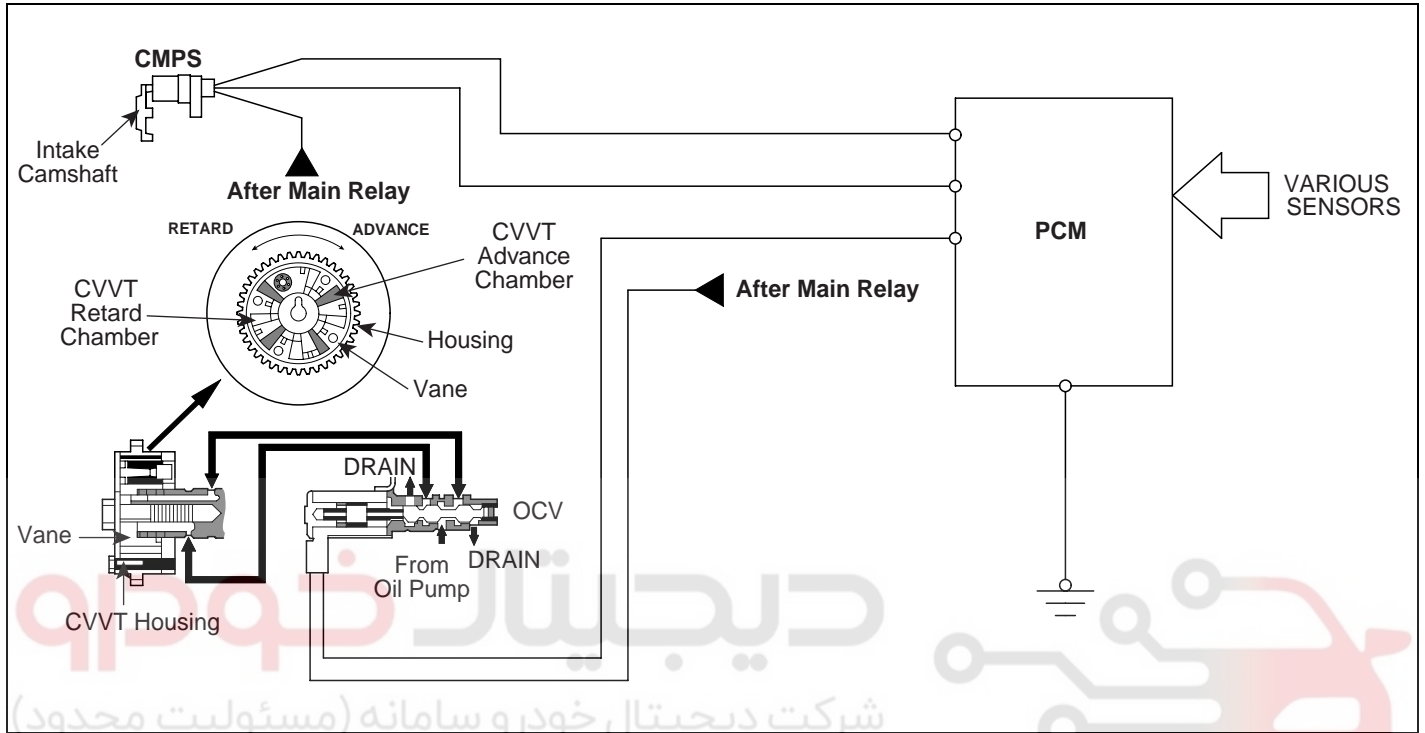 CMPS
Intake
Camshaft
After Main Relay
RETARD
ADVANCE
CVVT
Advance
Chamber
CVVT
Retard
Chamber
Housing
Vane
After Main Relay
PCM
VARIOUS
SENSORS
DRAIN
OCV
Vane
From
Oil Pump
DRAIN
CVVT Housing
دیجیتال خودرو
شرکت دیجیتال خودرو سامانه (مسئولیت محدود)